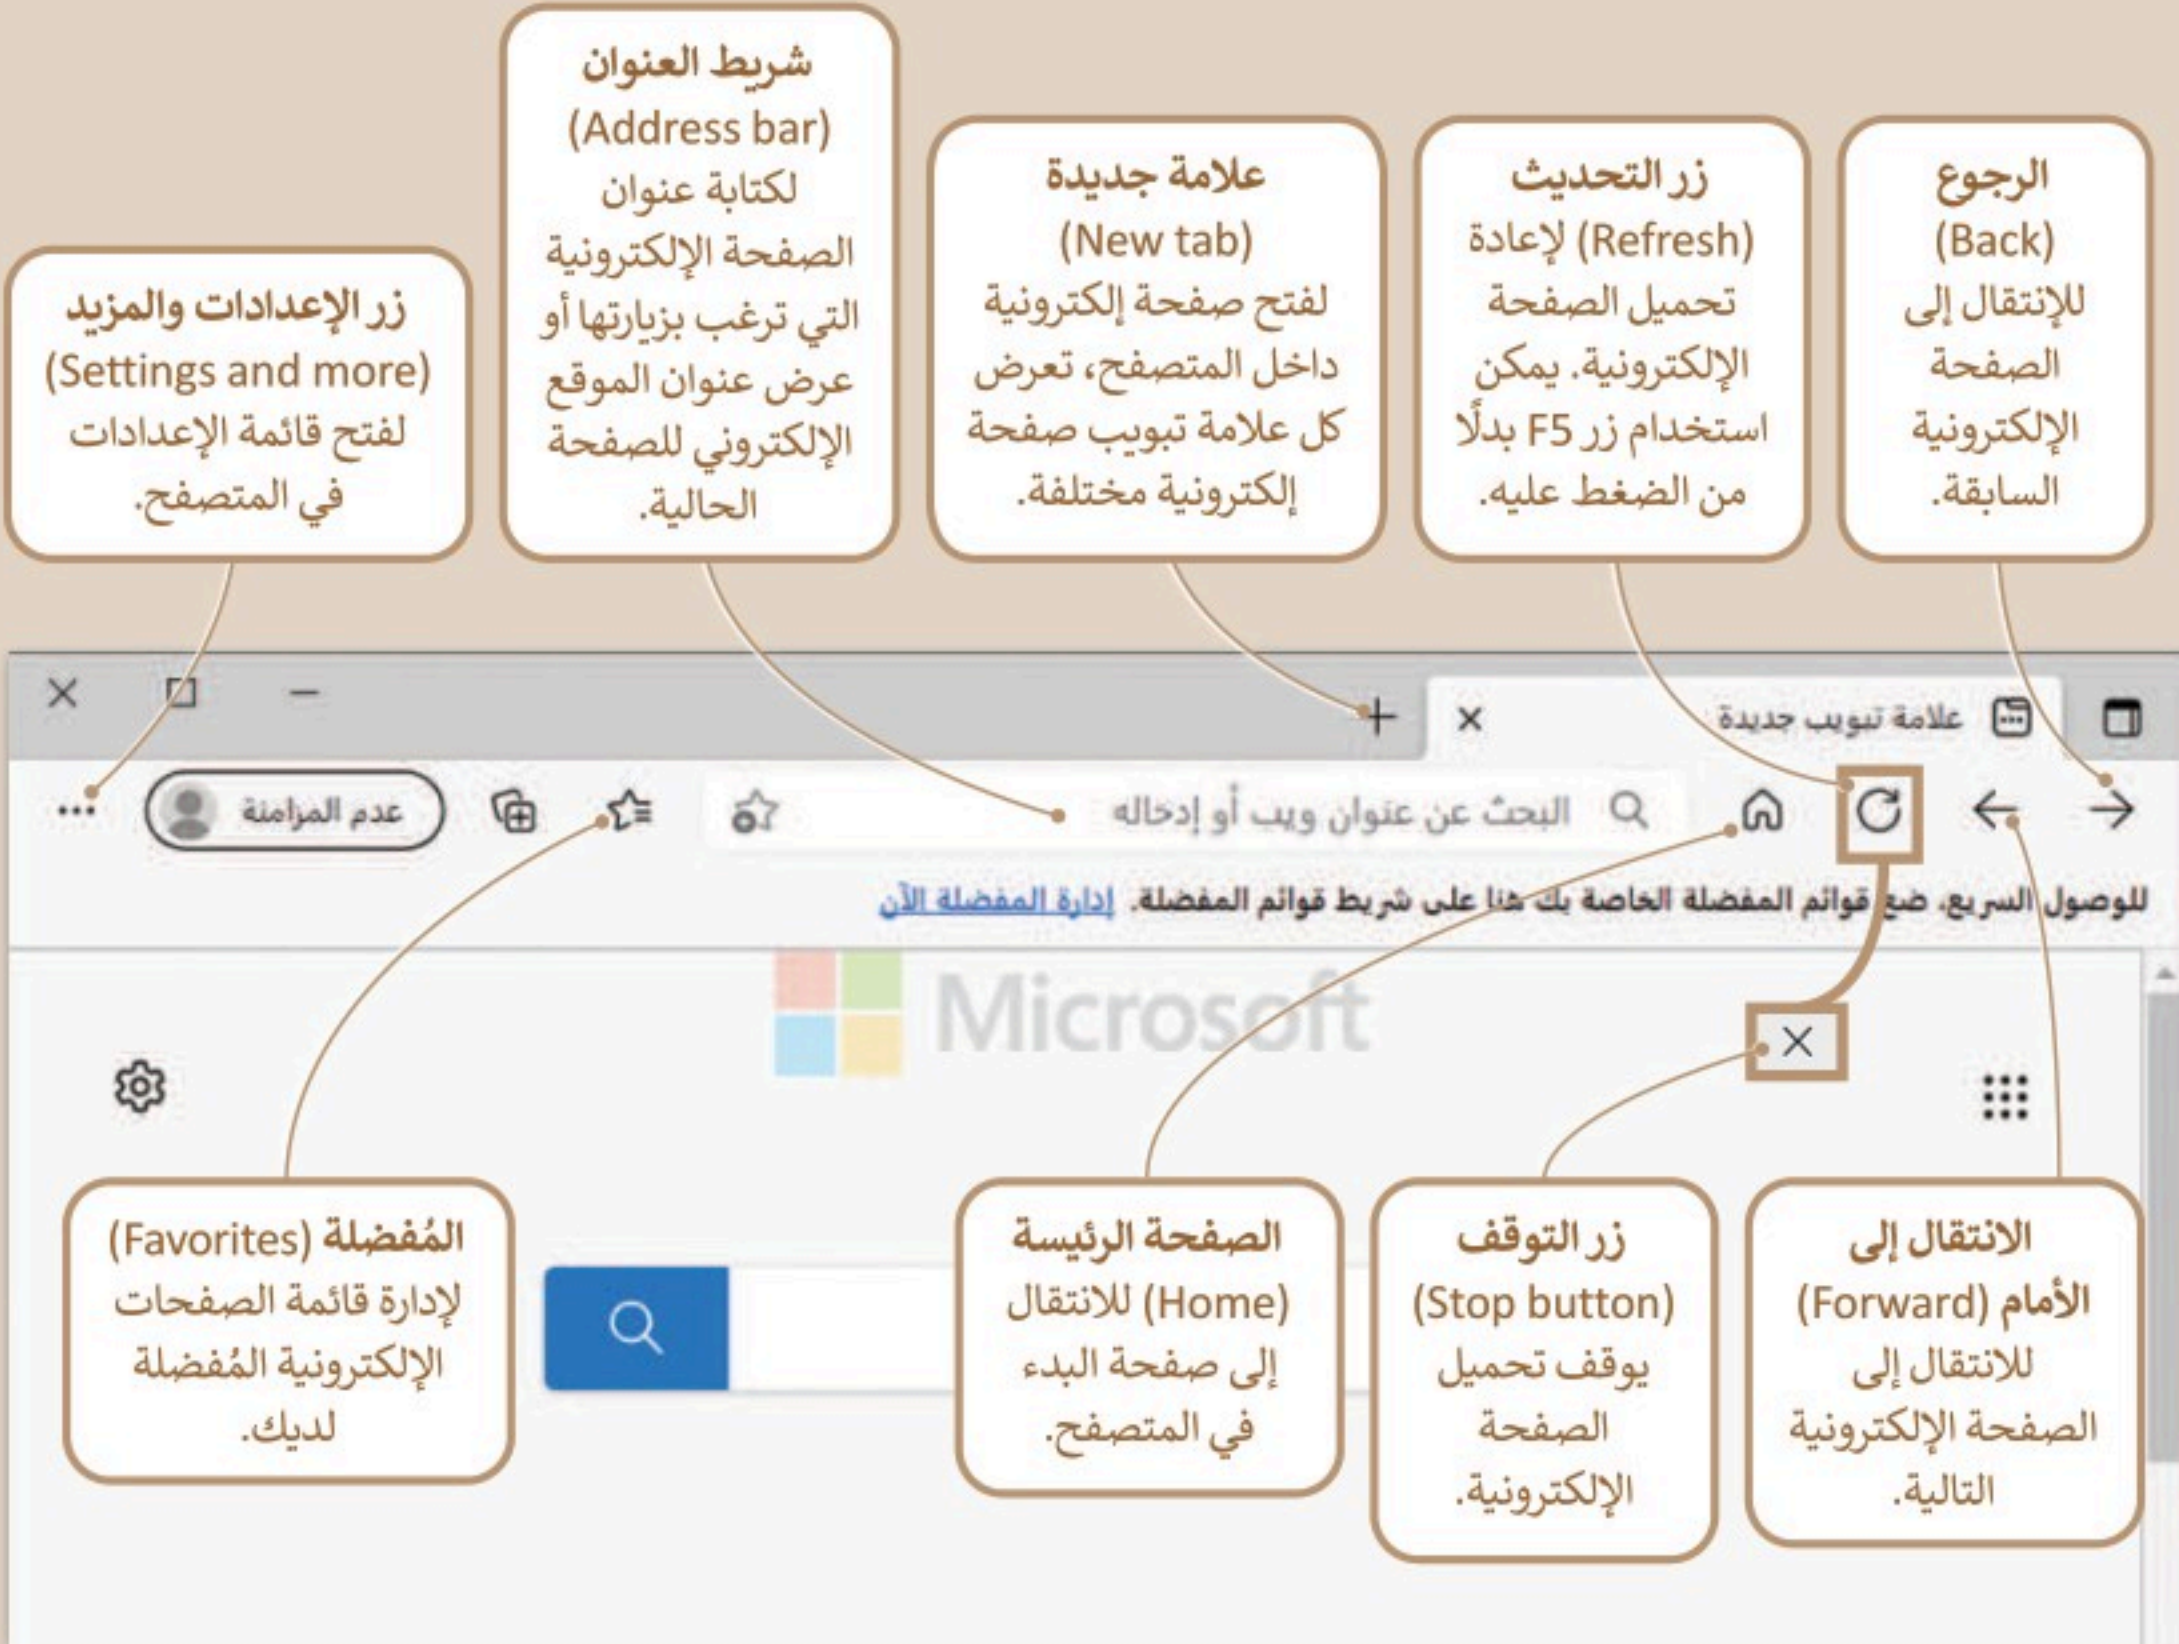 الرجوع
(Back)
للإنتقال إلى
الصفحة
الإلكترونية
السابقة.
زر التحديث
(Refresh) لإعادة
تحميل الصفحة
الإلكترونية. يمكن
استخدام زر F5 بدلًا
من الضغط عليه.
علامة جديدة
(New tab)
لفتح صفحة إلكترونية
داخل المتصفح، تعرض
كل علامة تبويب صفحة
إلكترونية مختلفة.
شريط العنوان
(Address bar)
لكتابة عنوان
الصفحة الإلكترونية
التي ترغب بزيارتها أو
عرض عنوان الموقع
الإلكتروني للصفحة
الحالية.
زر الإعدادات والمزيد
(Settings and more)
لفتح قائمة الإعدادات
في المتصفح.
علامة تبويب جديدة
البحث عن عنوان ويب أو إدخاله
عدم المزامنة
للوصول السريع، ضع قوائم المفضلة الخاصة بك هنا على شريط قوائم المفضلة. إدارة المفضلة الآن
Microsoft
الانتقال إلى
الأمام (Forward)
للانتقال إلى
الصفحة الإلكترونية
التالية.
زر التوقف
(Stop button)
يوقف تحميل
الصفحة
الإلكترونية.
الصفحة الرئيسة
(Home) للانتقال
إلى صفحة البدء
في المتصفح.
المُفضلة (Favorites)
لإدارة قائمة الصفحات
الإلكترونية المُفضلة
لديك.